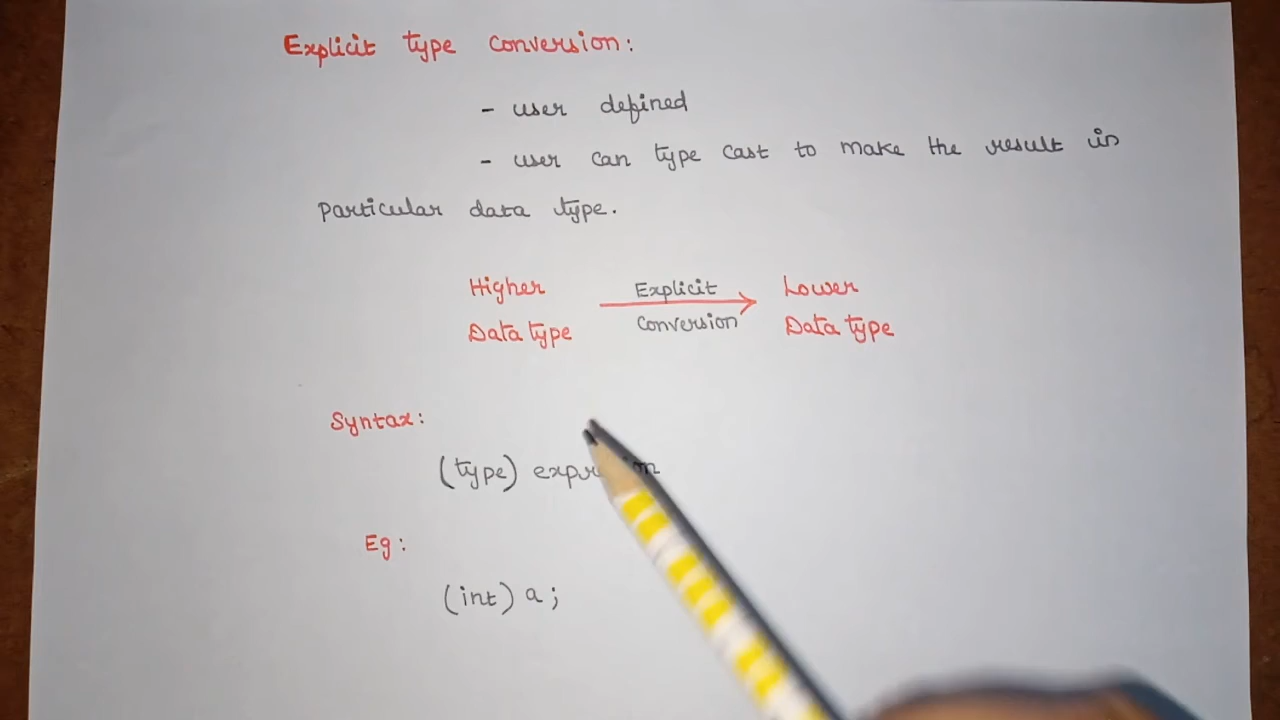 Explicit type conversion:
- user defined
- user can type cast to make the result in
particular data type.
Higher
Data type
Explicit
Conversion
Lower
Data type
Syntax:
(type)
Eg:
(int) a;